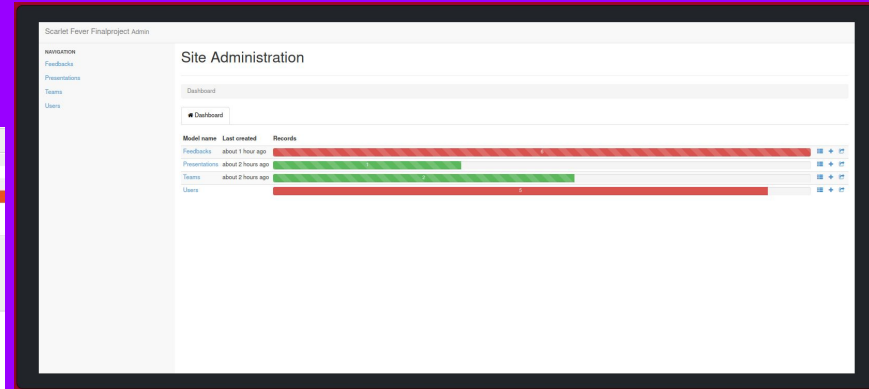 Scarlet Fever Finalproject Admin
NAVIGATION
Feedbacks
Presentations
Teams
Users
Site Administration
Dashboard
Dashboard
Model name Last created Records
Feedbacks about 1 hour ago
Presentations about 2 hours ago
Teams about 2 hours ago
Users